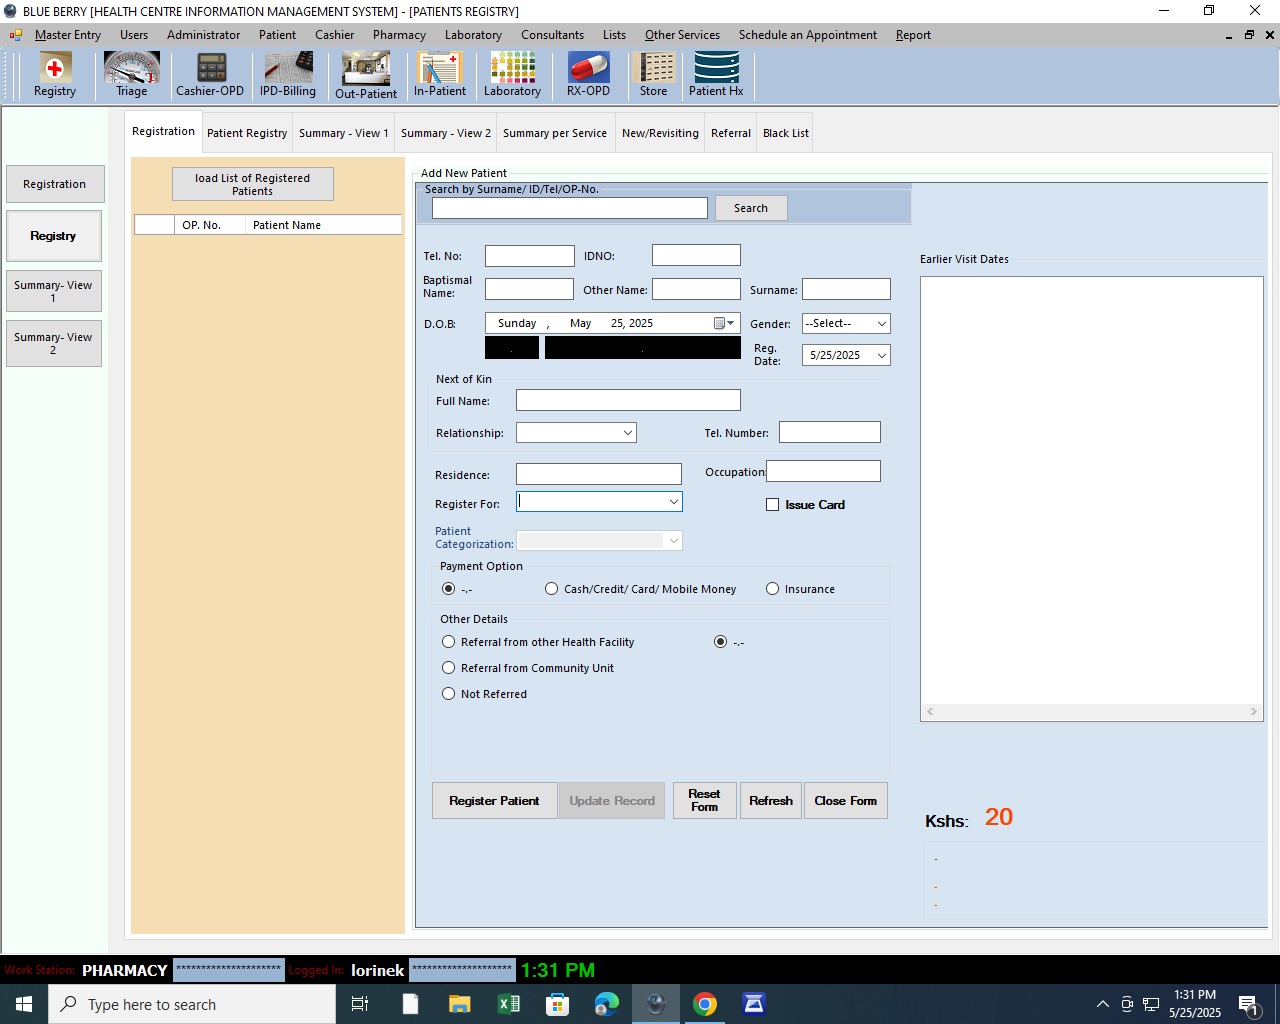 BLUE BERRY [HEALTH CENTRE INFORMATION MANAGEMENT SYSTEM] - [PATIENTS REGISTRY]
Master Entry Users Administrator Patient Cashier Pharmacy Laboratory Consultants Lists Other Services Schedule an Appointment Report
Registry Triage Cashier-OPD IPD-Billing Out-Patient In-Patient Laboratory RX-OPD Store Patient Hx
Registration Patient Registry Summary - View 1 Summary - View 2 Summary per Service New/Revisiting Referral Black List
Registration
Registry
Summary- View
1
Summary- View
2
load List of Registered
Patients
OP. No. Patient Name
Add New Patient
Search by Surname/ ID/Tel/OP-No.
Search
Tel. No: IDNO:
Baptismal
Name: Other Name: Surname:
D.O.B: Sunday , May 25, 2025 Gender: --Select--
. . Reg.
Date: 5/25/2025
Next of Kin
Full Name:
Relationship: Tel. Number:
Residence: Occupation:
Register For: Issue Card
Patient
Categorization:
Payment Option
-.- Cash/Credit/ Card/ Mobile Money Insurance
Other Details
Referral from other Health Facility -.-
Referral from Community Unit
Not Referred
Register Patient Update Record Reset
Form Refresh Close Form
Earlier Visit Dates
Kshs: 20
-
-
-
Work Station: PHARMACY ********************* Logged In: lorinek ******************** 1:31 PM
Type here to search
1:31 PM
5/25/2025
1